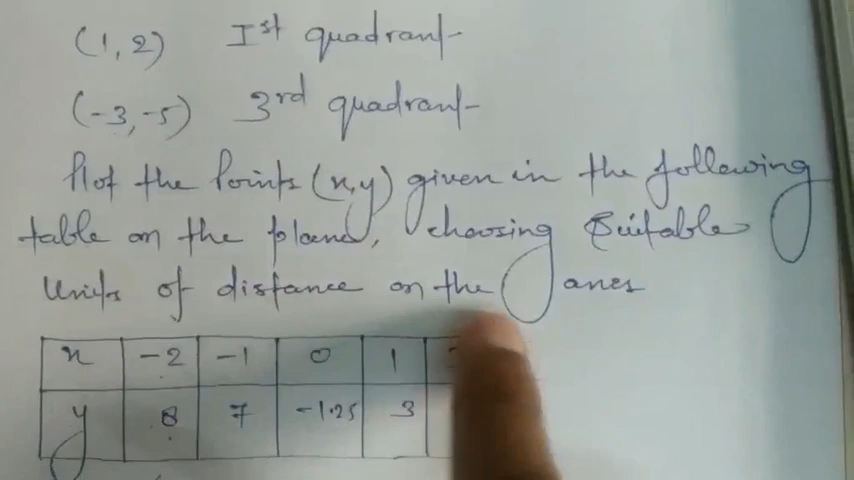 (1, 2) Ist quadrant
(-3, -5) 3rd quadrant
Plot the Points (x, y) given in the following
table on the plane, choosing Suitable
Units of distance on the axes
x -2 -1 0 1
y 8 7 -1.25 3